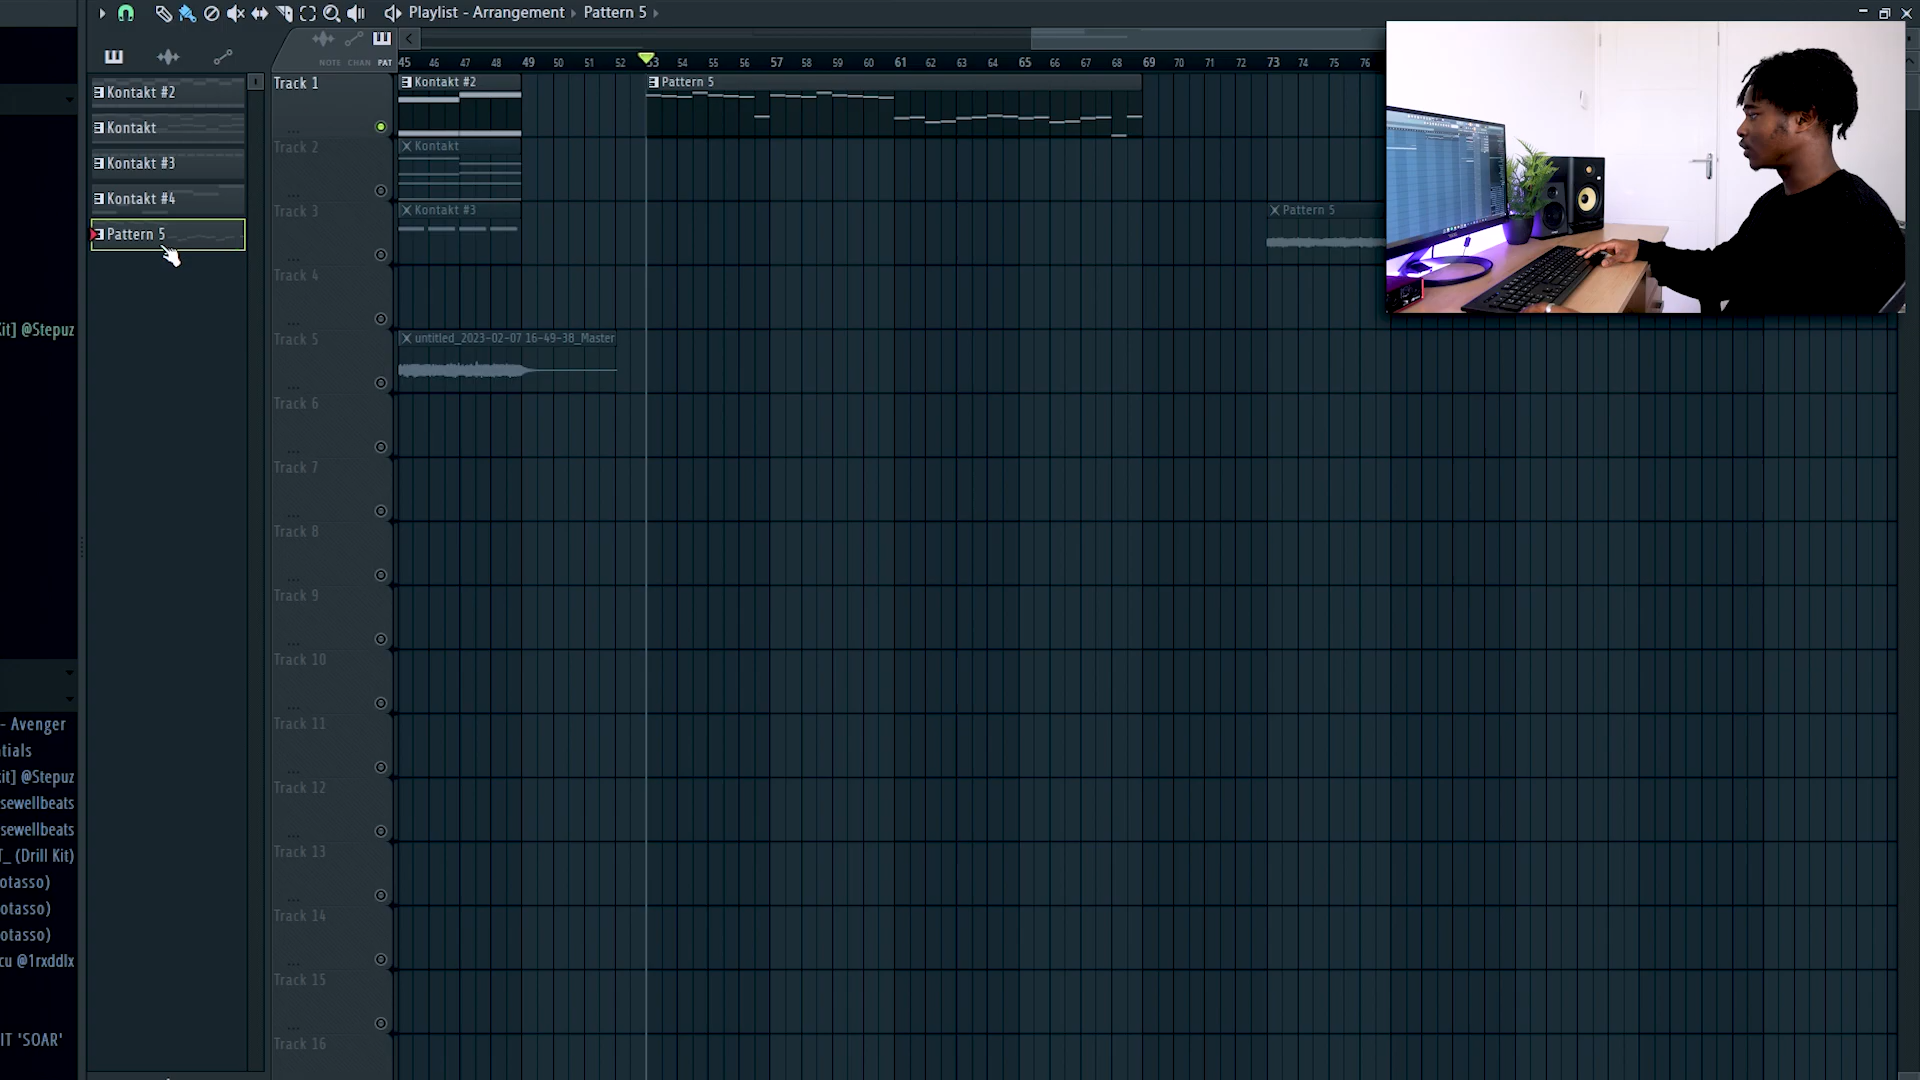 Playlist - Arrangement › Pattern 5 ›
NOTE CHAN PAT
45 46 47 48 49 50 51 52 53 54 55 56 57 58 59 60 61 62 63 64 65 66 67 68 69 70 71 72 73 74 75 76
Kontakt #2
Kontakt
Kontakt #3
Kontakt #4
Pattern 5
Track 1
Kontakt #2
Pattern 5
Track 2
Kontakt
Track 3
Kontakt #3
Pattern 5
Track 4
Track 5
untitled_2023-02-07 16-49-38_Master
Track 6
Track 7
Track 8
Track 9
Track 10
Track 11
Track 12
Track 13
Track 14
Track 15
Track 16
it] @Stepuz
- Avenger
tials
it] @Stepuz
sewellbeats
sewellbeats
T_ (Drill Kit)
otasso)
otasso)
otasso)
cu @1rxddlx
IT 'SOAR'